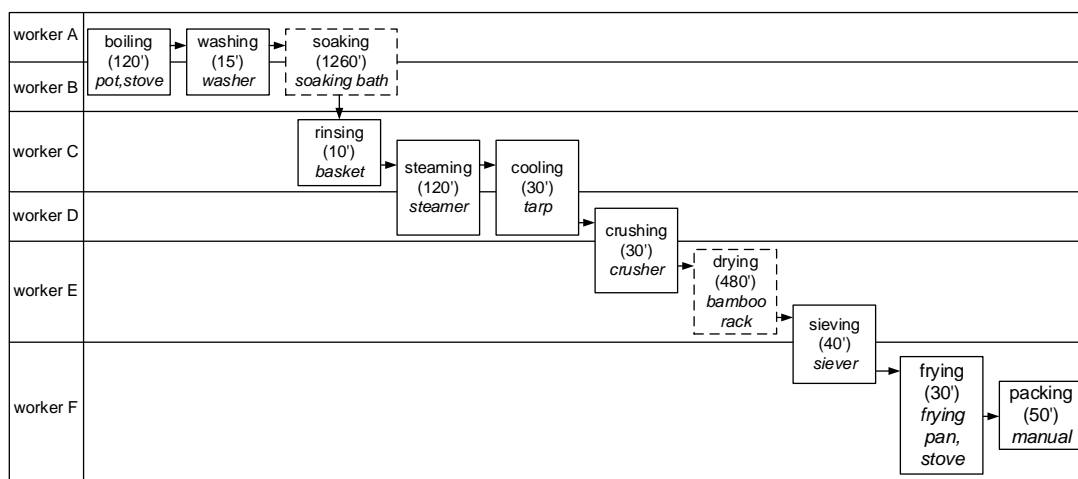 worker A
worker B
worker C
worker D
worker E
worker F
boiling
(120')
pot,stove
washing
(15')
washer
soaking
(1260')
soaking bath
rinsing
(10')
basket
steaming
(120')
steamer
cooling
(30')
tarp
crushing
(30')
crusher
drying
(480')
bamboo
rack
sieving
(40')
siever
frying
(30')
frying
pan,
stove
packing
(50')
manual